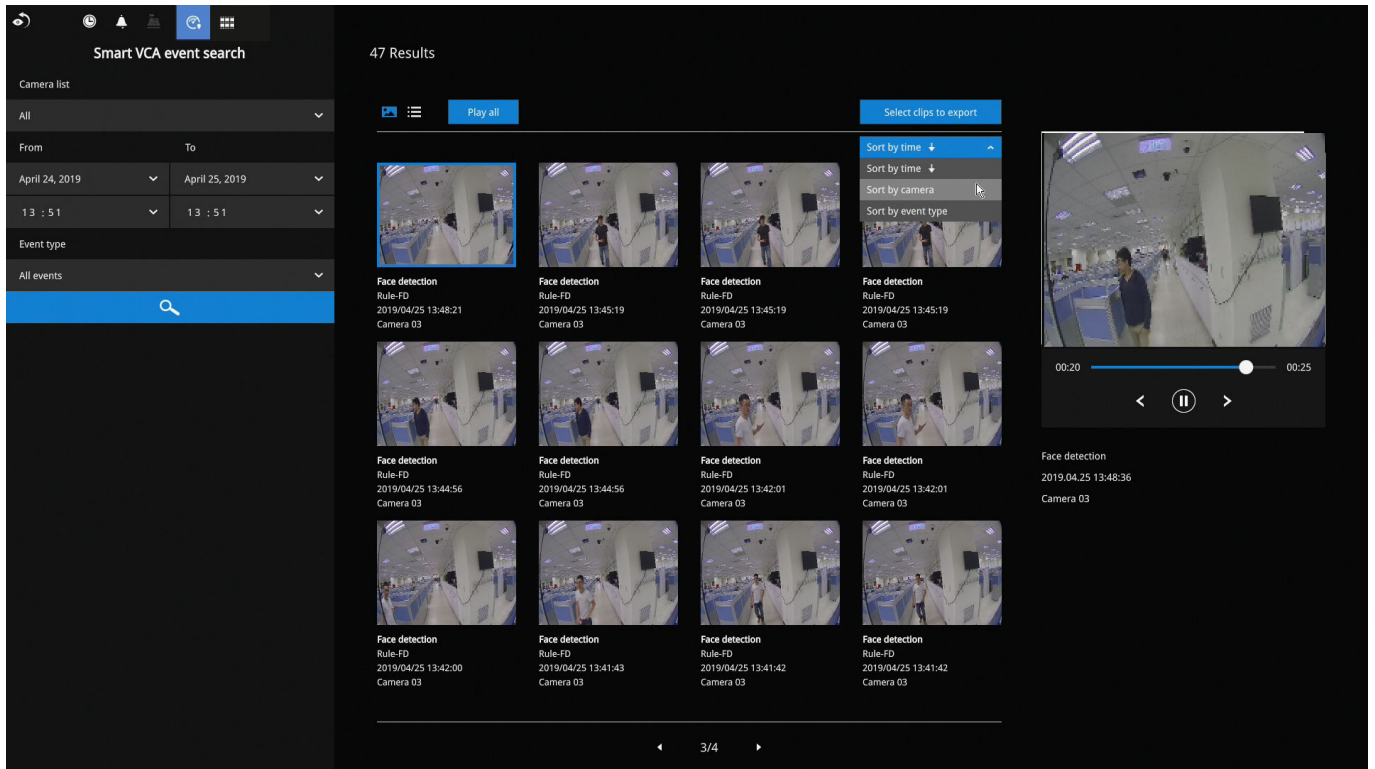 Smart VCA event search
Camera list
All
From To
April 24, 2019 April 25, 2019
13 : 51 13 : 51
Event type
All events
47 Results
Play all Select clips to export
Sort by time
Sort by time
Sort by camera
Sort by event type
Face detection Face detection Face detection Face detection
Rule-FD Rule-FD Rule-FD Rule-FD
2019/04/25 13:48:21 2019/04/25 13:45:19 2019/04/25 13:45:19 2019/04/25 13:45:19
Camera 03 Camera 03 Camera 03 Camera 03
Face detection Face detection Face detection Face detection
Rule-FD Rule-FD Rule-FD Rule-FD
2019/04/25 13:44:56 2019/04/25 13:44:56 2019/04/25 13:42:01 2019/04/25 13:42:01
Camera 03 Camera 03 Camera 03 Camera 03
Face detection Face detection Face detection Face detection
Rule-FD Rule-FD Rule-FD Rule-FD
2019/04/25 13:42:00 2019/04/25 13:41:43 2019/04/25 13:41:42 2019/04/25 13:41:42
Camera 03 Camera 03 Camera 03 Camera 03
3/4
00:20 00:25
Face detection
2019.04.25 13:48:36
Camera 03